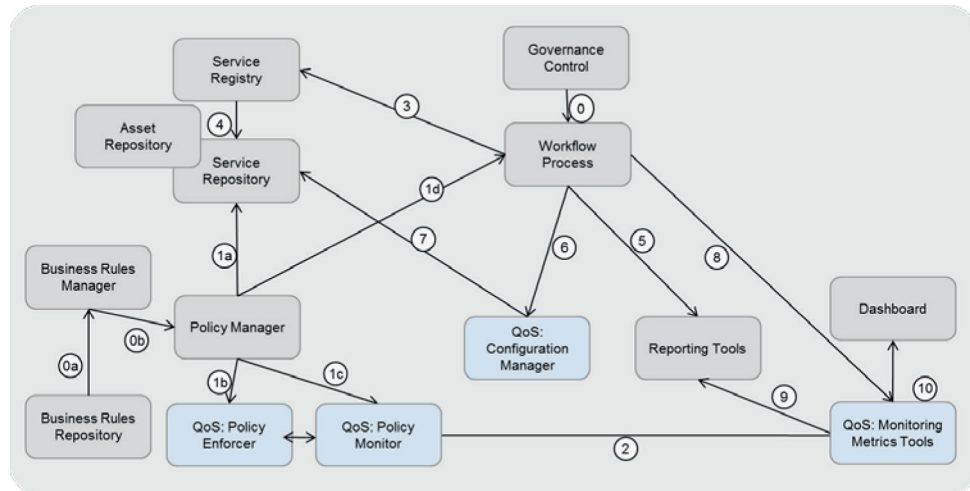 Governance
Control
Service
Registry
0
3
Asset
Repository
4
Workflow
Process
Service
Repository
1d
7
1a
6
5
8
Business Rules
Manager
Dashboard
Policy Manager
QoS:
Configuration
Manager
Reporting Tools
0b
0a
1b
1c
9
10
Business Rules
Repository
QoS: Policy
Enforcer
QoS: Policy
Monitor
QoS: Monitoring
Metrics Tools
2